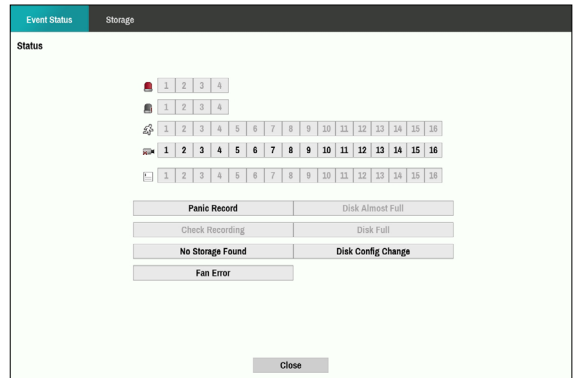 Event Status Storage
Status
1 2 3 4
1 2 3 4
1 2 3 4 5 6 7 8 9 10 11 12 13 14 15 16
1 2 3 4 5 6 7 8 9 10 11 12 13 14 15 16
1 2 3 4 5 6 7 8 9 10 11 12 13 14 15 16
Panic Record Disk Almost Full
Check Recording Disk Full
No Storage Found Disk Config Change
Fan Error
Close